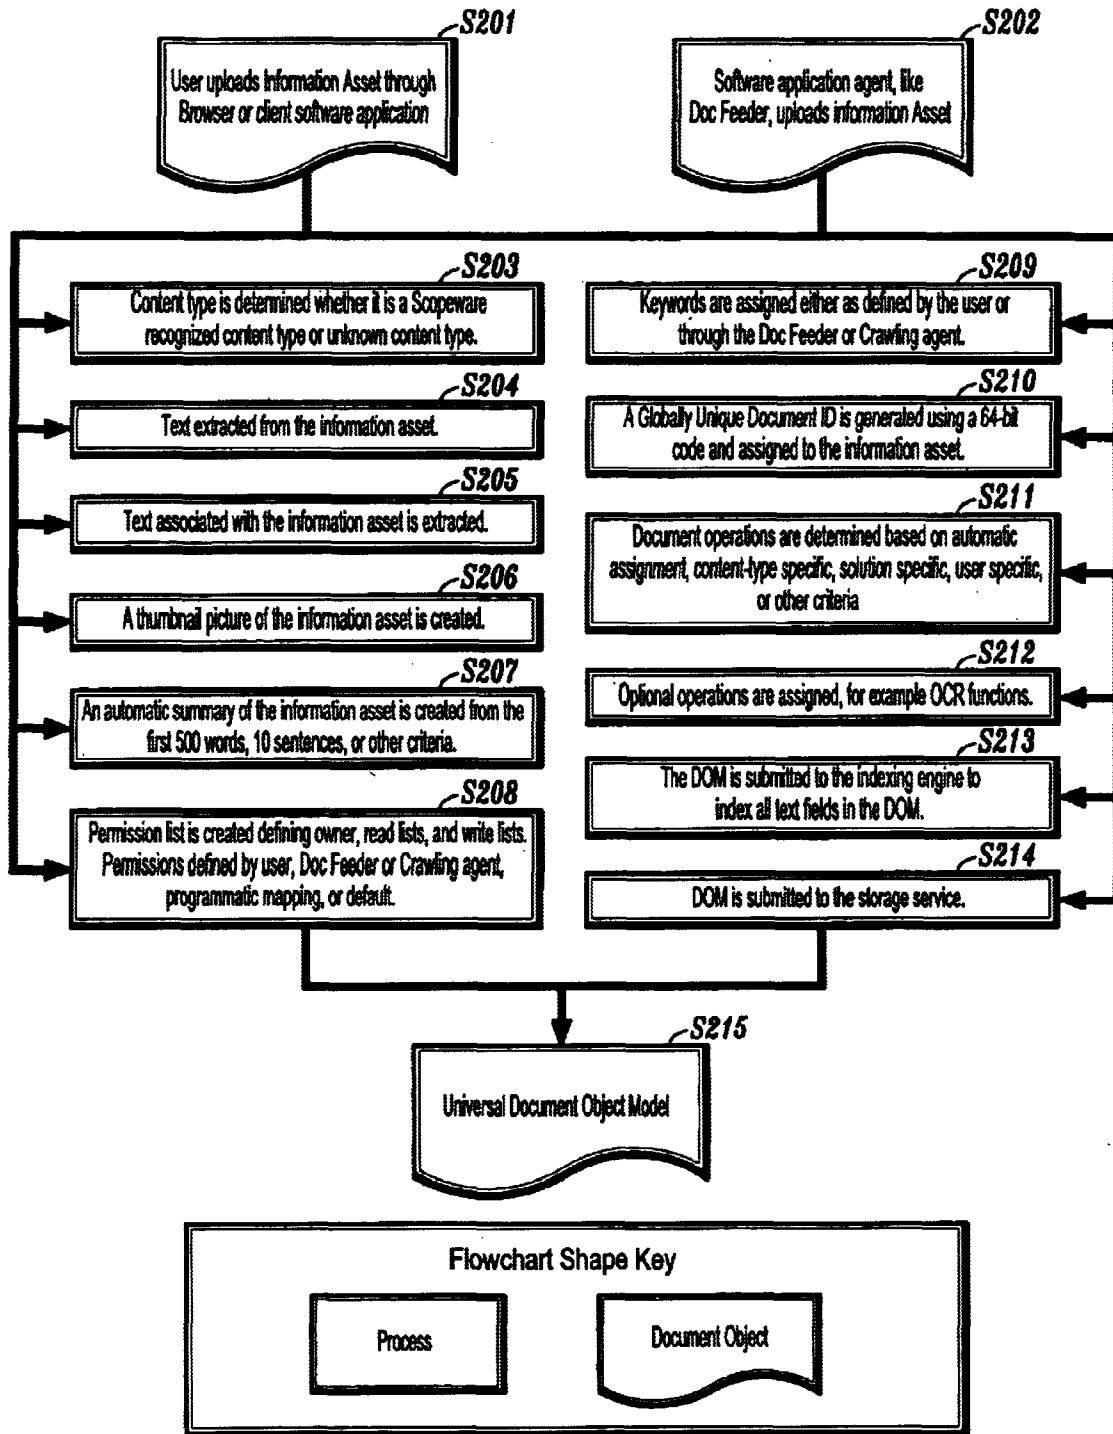 S201
User uploads Information Asset through
Browser or client software application
S202
Software application agent, like
Doc Feeder, uploads information Asset
S203
Content type is determined whether it is a Scopeware
recognized content type or unknown content type.
S204
Text extracted from the information asset.
S205
Text associated with the information asset is extracted.
S206
A thumbnail picture of the information asset is created.
S207
An automatic summary of the information asset is created from the
first 500 words, 10 sentences, or other criteria.
S208
Permission list is created defining owner, read lists, and write lists.
Permissions defined by user, Doc Feeder or Crawling agent,
programmatic mapping, or default.
S209
Keywords are assigned either as defined by the user or
through the Doc Feeder or Crawling agent.
S210
A Globally Unique Document ID is generated using a 64-bit
code and assigned to the information asset.
S211
Document operations are determined based on automatic
assignment, content-type specific, solution specific, user specific,
or other criteria
S212
Optional operations are assigned, for example OCR functions.
S213
The DOM is submitted to the indexing engine to
index all text fields in the DOM.
S214
DOM is submitted to the storage service.
S215
Universal Document Object Model
Flowchart Shape Key
Process
Document Object